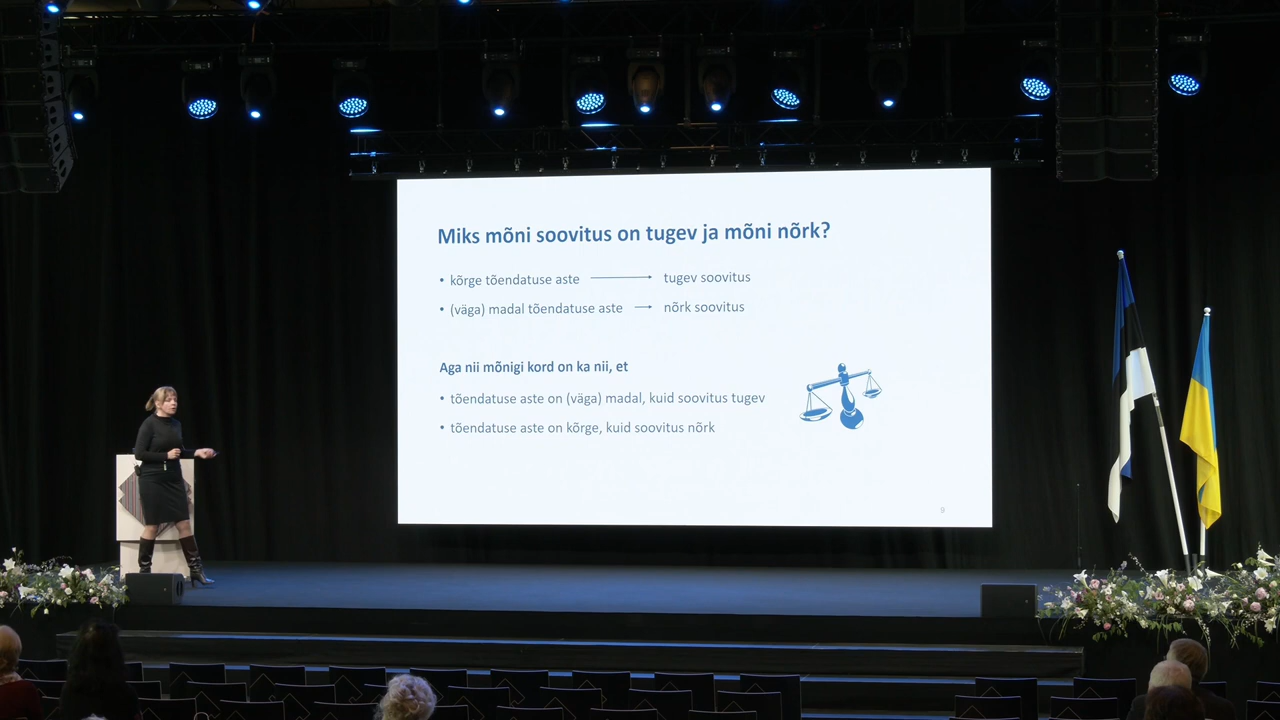 Miks mõni soovitus on tugev ja mõni nõrk?
• kõrge tõendatuse aste → tugev soovitus
• (väga) madal tõendatuse aste → nõrk soovitus
Aga nii mõnigi kord on ka nii, et
• tõendatuse aste on (väga) madal, kuid soovitus tugev
• tõendatuse aste on kõrge, kuid soovitus nõrk
9